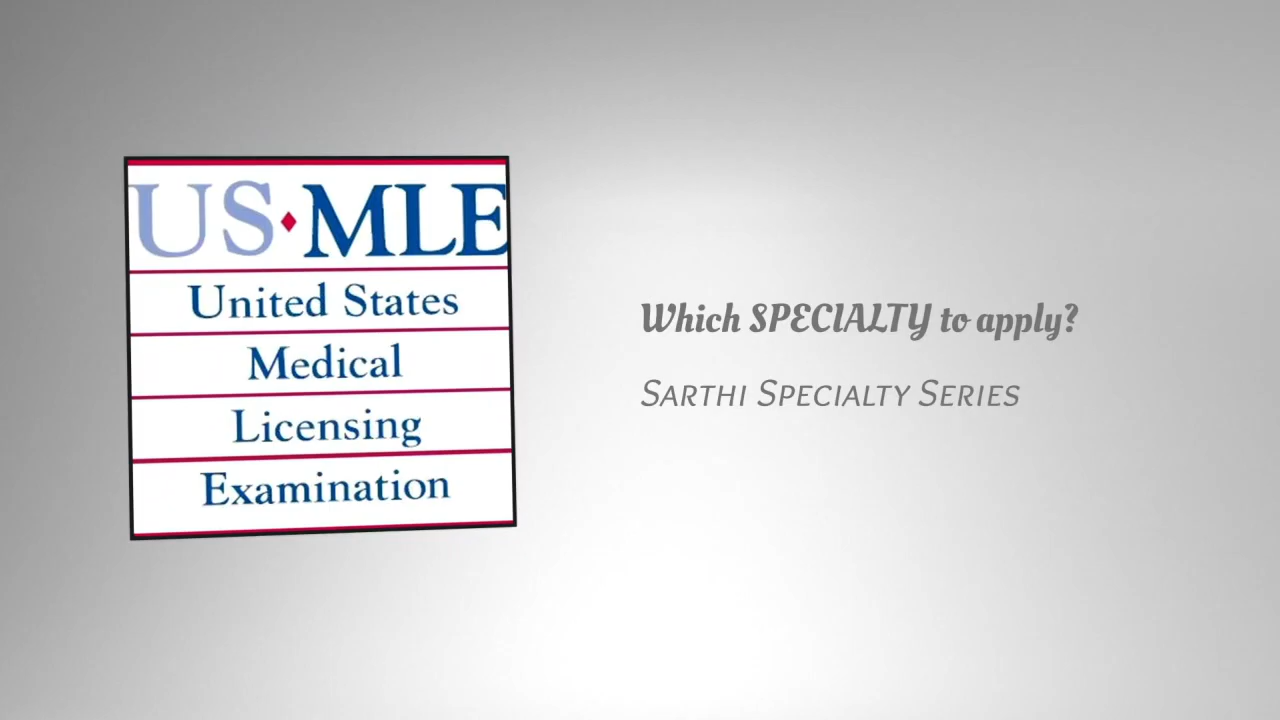 US♦MLE
United States
Medical
Licensing
Examination
Which SPECIALTY to apply?
SARTHI SPECIALTY SERIES